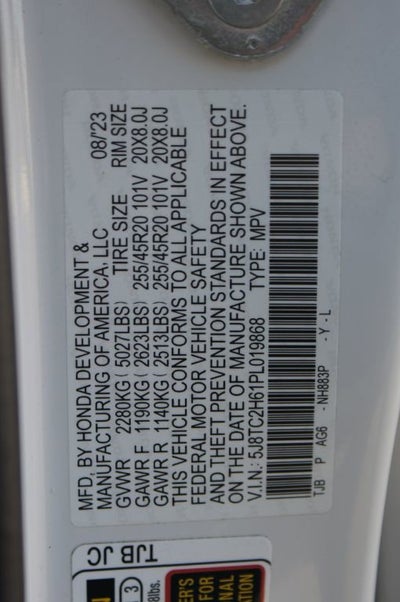 MFD. BY HONDA DEVELOPMENT &
MANUFACTURING OF AMERICA, LLC 08/'23
GVWR 2280KG ( 5027LBS) TIRE SIZE RIM SIZE
GAWR F 1190KG ( 2623LBS) 255/45R20 101V 20X8.0J
GAWR R 1140KG ( 2513LBS) 255/45R20 101V 20X8.0J
THIS VEHICLE CONFORMS TO ALL APPLICABLE
FEDERAL MOTOR VEHICLE SAFETY
AND THEFT PREVENTION STANDARDS IN EFFECT
ON THE DATE OF MANUFACTURE SHOWN ABOVE.
V.I.N.: 5J8TC2H61PL019868 TYPE: MPV
TJB P AG6 -NH883P -Y-L
TJB JC
3
8lbs.